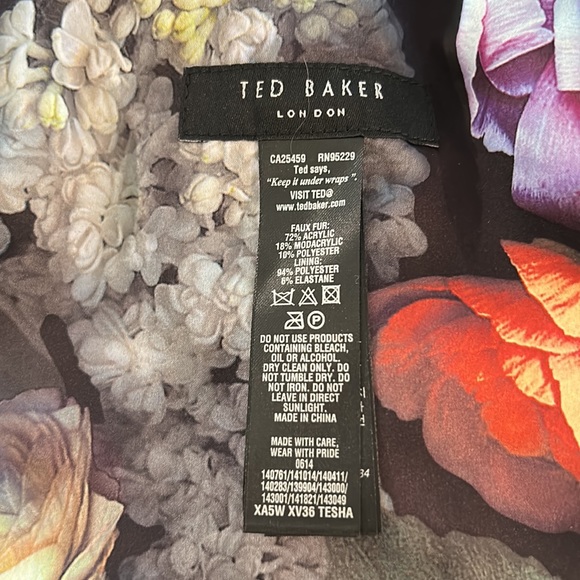 TED BAKER
LONDON
CA25459 RN95229
Ted says,
"Keep it under wraps".
VISIT TED@
www.tedbaker.com
FAUX FUR:
72% ACRYLIC
18% MODACRYLIC
10% POLYESTER
LINING:
94% POLYESTER
6% ELASTANE
P
DO NOT USE PRODUCTS
CONTAINING BLEACH,
OIL OR ALCOHOL.
DRY CLEAN ONLY. DO
NOT TUMBLE DRY. DO
NOT IRON. DO NOT
LEAVE IN DIRECT
SUNLIGHT.
MADE IN CHINA
MADE WITH CARE,
WEAR WITH PRIDE
0614
140761/141014/140411/
140283/139904/143000/
143001/141821/143049
XA5W XV36 TESHA